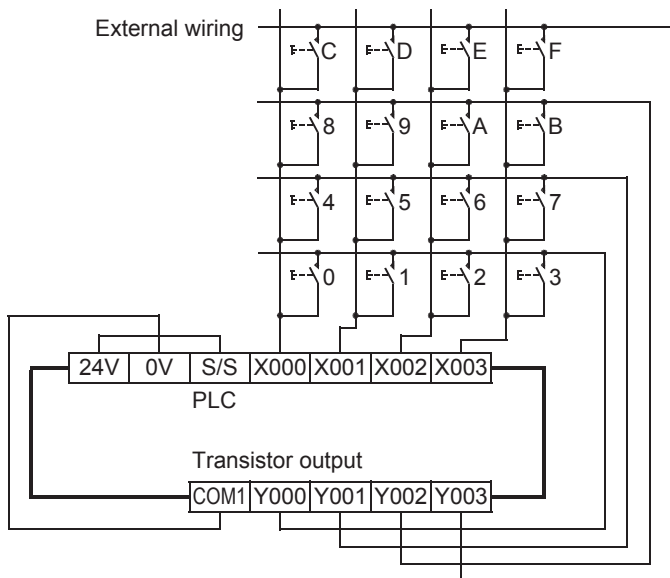 External wiring
C D E F
8 9 A B
4 5 6 7
0 1 2 3
24V 0V S/S X000 X001 X002 X003
PLC
Transistor output
COM1 Y000 Y001 Y002 Y003